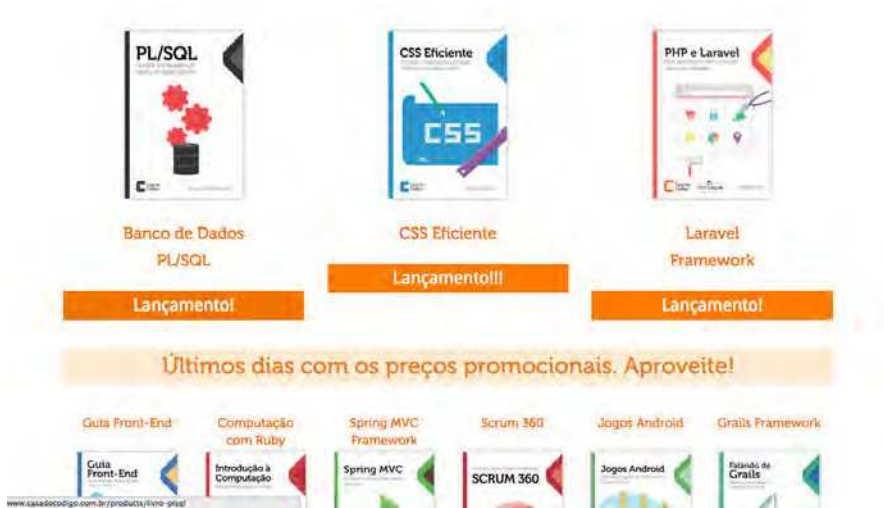 PL/SQL
CSS Eficiente
PHP e Laravel
CSS
Banco de Dados
PL/SQL
CSS Eficiente
Laravel
Framework
Lançamento!
Lançamento!!!
Lançamento!
Últimos dias com os preços promocionais. Aproveite!
Guia Front-End
Computação
com Ruby
Spring MVC
Framework
Scrum 360
Jogos Android
Grails Framework
Guia
Front-End
Introdução à
Computação
Spring MVC
SCRUM 360
Jogos Android
Falando de
Grails
www.casadocodigo.com.br/products/livro-plsql